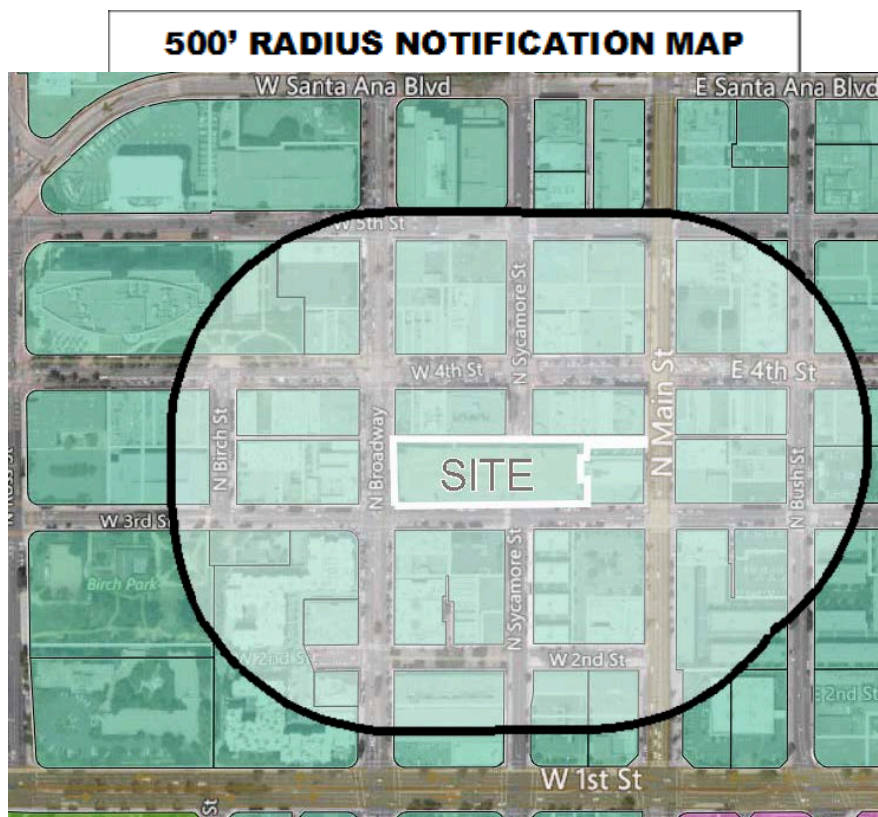 500' RADIUS NOTIFICATION MAP
W Santa Ana Blvd
E Santa Ana Blvd
W 5th St
N Sycamore St
W 4th St
E 4th St
N Main St
N Birch St
N Broadway
SITE
N Bush St
W 3rd St
N Sycamore St
Birch Park
W 2nd St
W 2nd St
E 2nd St
W 1st St
St